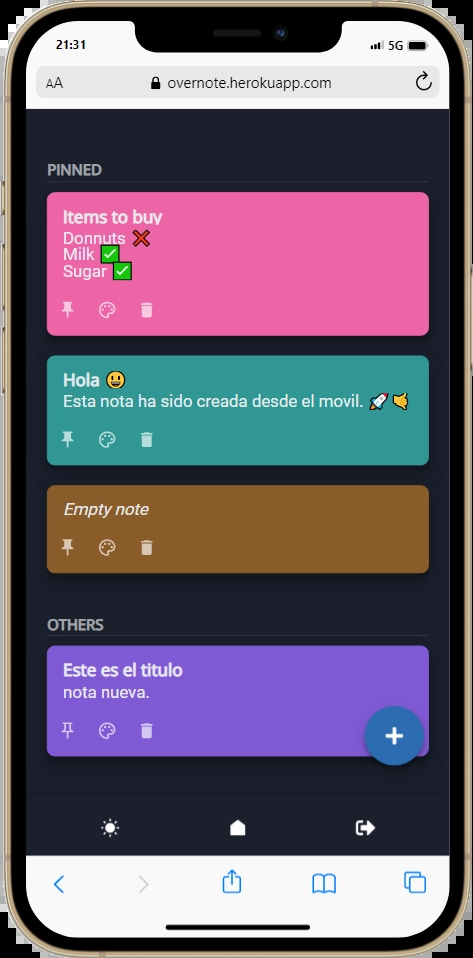 21:31
5G
AA
overnote.herokuapp.com
PINNED
Items to buy
Donnuts ❌
Milk ✅
Sugar ✅
Hola 😃
Esta nota ha sido creada desde el movil. 🚀🤙
Empty note
OTHERS
Este es el titulo
nota nueva.